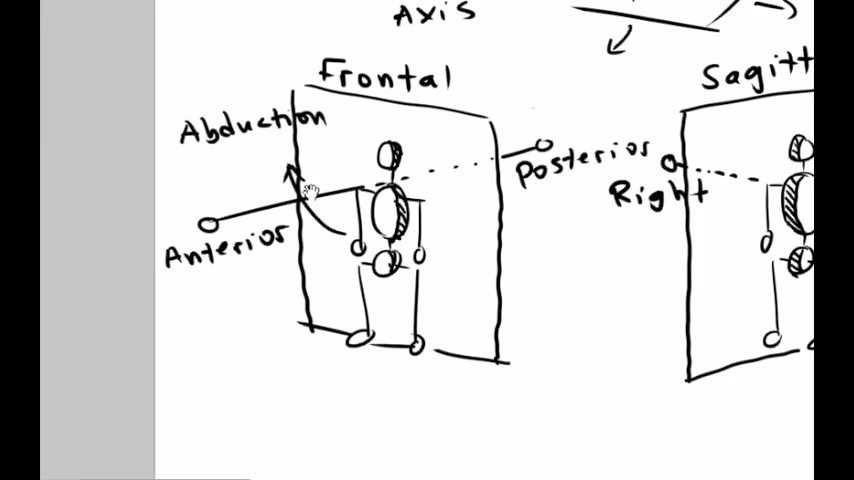 Axis
Frontal
Sagitt
Abduction
Posterior
Right
Anterior